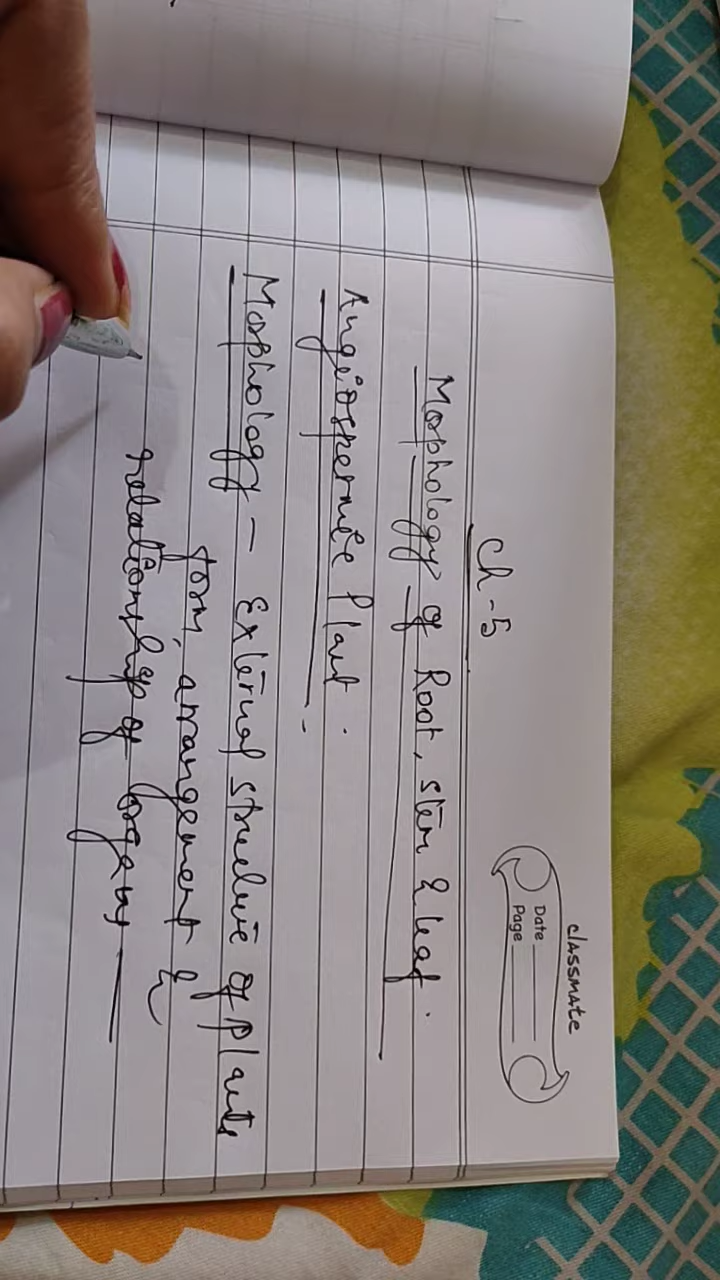 classmate
Date
Page
Ch-5
Morphology of Root, stem & leaf.
Angiospermic Plant.
Morphology – External structure of plants
form, arrangement &
relationship of organs —